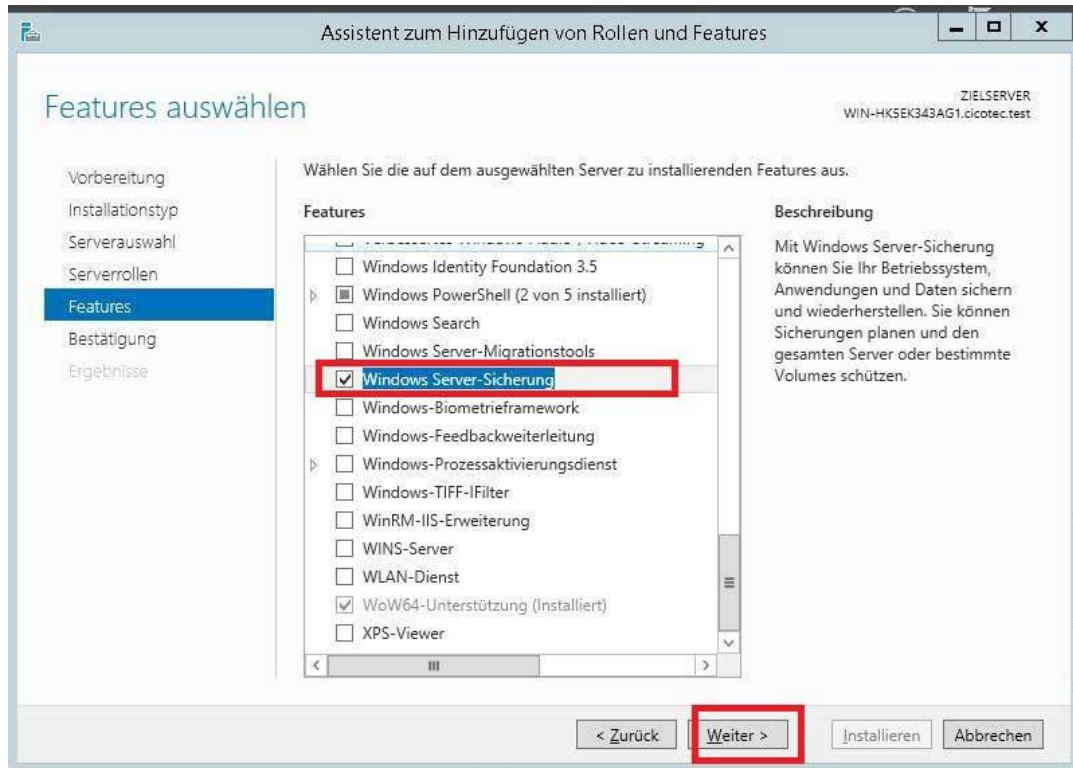 Assistent zum Hinzufügen von Rollen und Features
Features auswählen
ZIELSERVER
WIN-HK5EK343AG1.cicotec.test
Vorbereitung
Installationstyp
Serverauswahl
Serverrollen
Features
Bestätigung
Ergebnisse
Wählen Sie die auf dem ausgewählten Server zu installierenden Features aus.
Features
Windows Identity Foundation 3.5
Windows PowerShell (2 von 5 installiert)
Windows Search
Windows Server-Migrationstools
Windows Server-Sicherung
Windows-Biometrieframework
Windows-Feedbackweiterleitung
Windows-Prozessaktivierungsdienst
Windows-TIFF-IFilter
WinRM-IIS-Erweiterung
WINS-Server
WLAN-Dienst
WoW64-Unterstützung (Installiert)
XPS-Viewer
Beschreibung
Mit Windows Server-Sicherung
können Sie Ihr Betriebssystem,
Anwendungen und Daten sichern
und wiederherstellen. Sie können
Sicherungen planen und den
gesamten Server oder bestimmte
Volumes schützen.
< Zurück
Weiter >
Installieren
Abbrechen